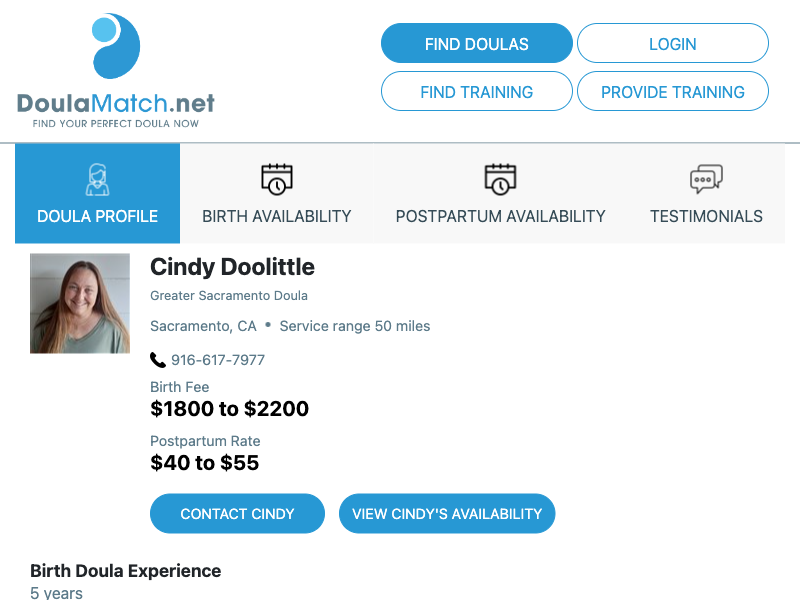 DoulaMatch.net
FIND YOUR PERFECT DOULA NOW
FIND DOULAS
LOGIN
FIND TRAINING
PROVIDE TRAINING
DOULA PROFILE
BIRTH AVAILABILITY
POSTPARTUM AVAILABILITY
TESTIMONIALS
Cindy Doolittle
Greater Sacramento Doula
Sacramento, CA • Service range 50 miles
916-617-7977
Birth Fee
$1800 to $2200
Postpartum Rate
$40 to $55
CONTACT CINDY
VIEW CINDY'S AVAILABILITY
Birth Doula Experience
5 years